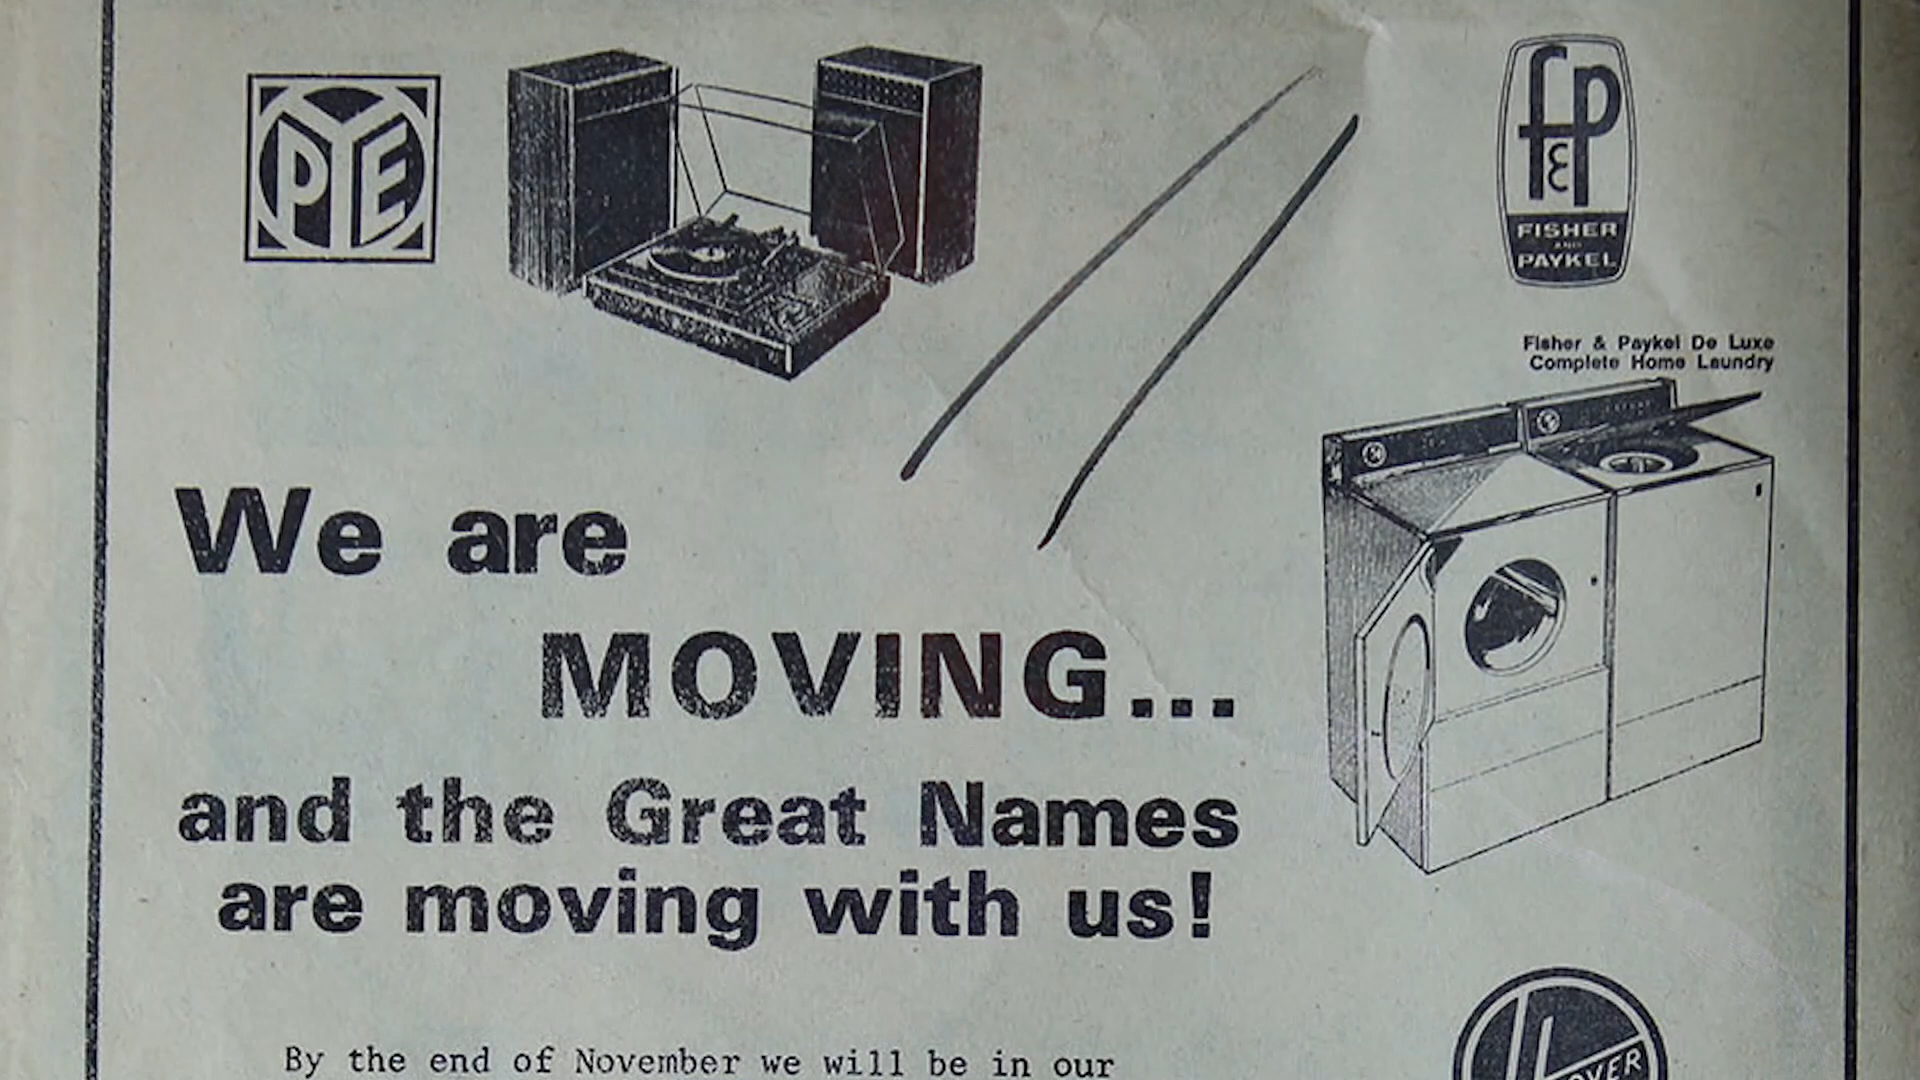 PYE
F&P
FISHER
AND
PAYKEL
Fisher & Paykel De Luxe
Complete Home Laundry
We are
MOVING...
and the Great Names
are moving with us!
By the end of November we will be in our